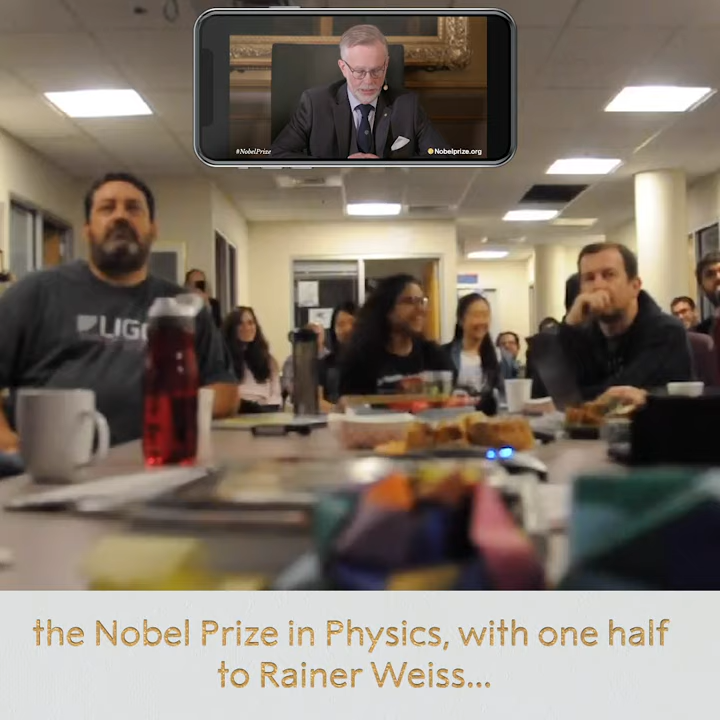 #NobelPrize
Nobelprize.org
LIGO
the Nobel Prize in Physics, with one half
to Rainer Weiss...